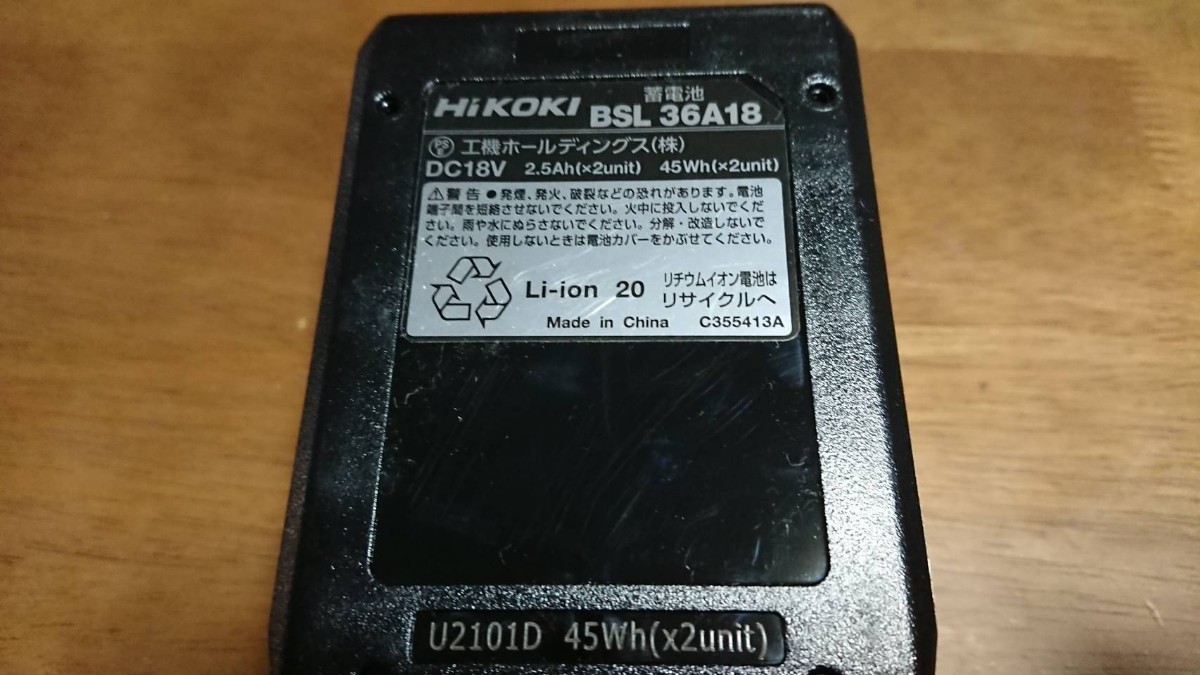 HiKOKI 蓄電池
BSL 36A18
PSE 工機ホールディングス(株)
DC18V 2.5Ah(×2unit) 45Wh(×2unit)
⚠警告 ●発煙、発火、破裂などの恐れがあります。電池
端子間を短絡させないでください。火中に投入しないでくだ
さい。雨や水にぬらさないでください。分解・改造しないで
ください。使用しないときは電池カバーをかぶせてください。
Li-ion 20 リチウムイオン電池は
リサイクルへ
Made in China C355413A
U2101D 45Wh(x2unit)